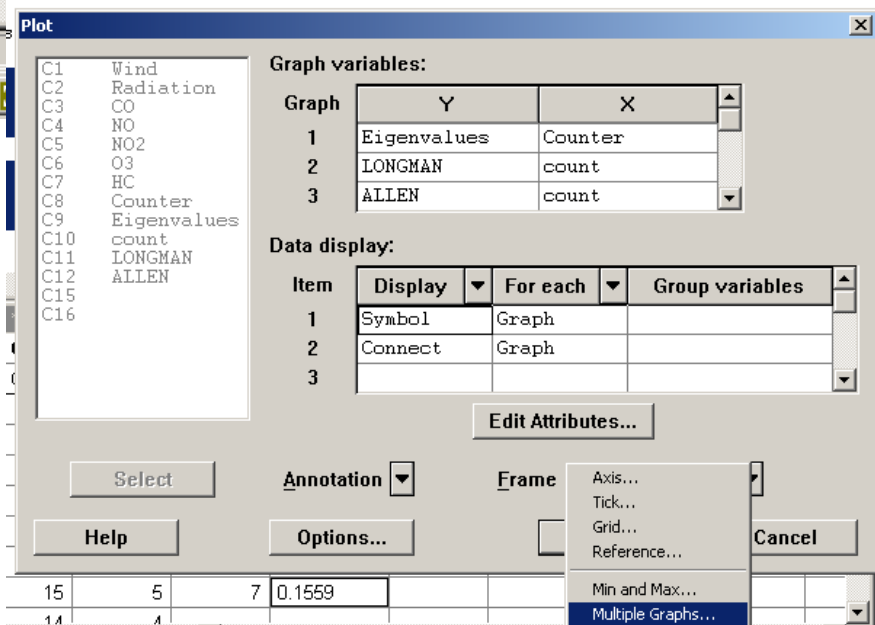 Plot
C1 Wind
C2 Radiation
C3 CO
C4 NO
C5 NO2
C6 O3
C7 HC
C8 Counter
C9 Eigenvalues
C10 count
C11 LONGMAN
C12 ALLEN
C15
C16
Graph variables:
Graph Y X
1 Eigenvalues Counter
2 LONGMAN count
3 ALLEN count
Data display:
Item Display For each Group variables
1 Symbol Graph
2 Connect Graph
3
Edit Attributes...
Select Annotation Frame
Help Options... Cancel
Axis...
Tick...
Grid...
Reference...
Min and Max...
Multiple Graphs...
15 5 7 0.1559
14 4